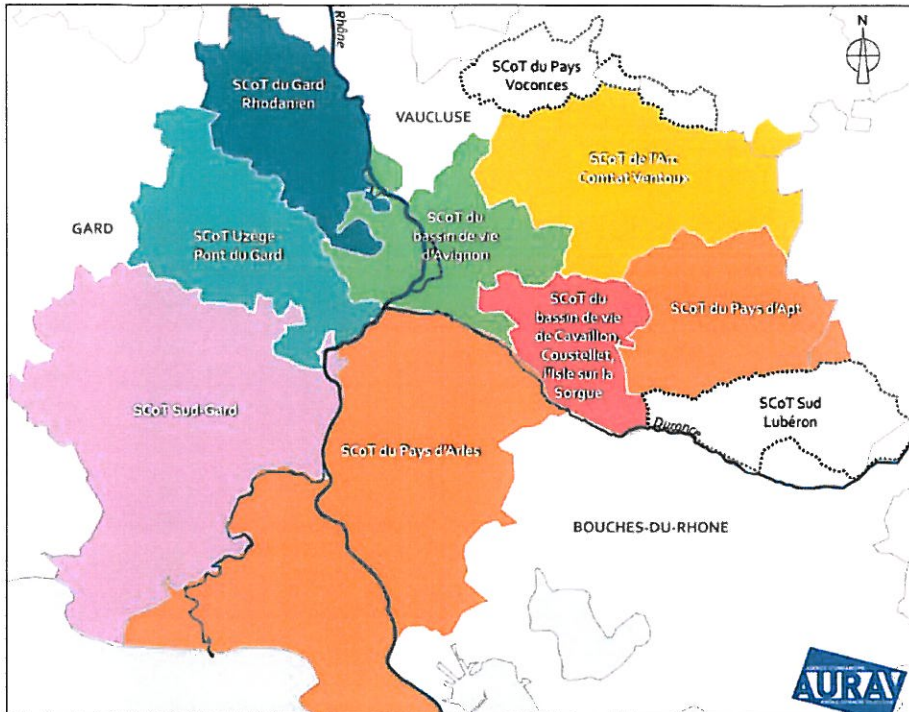 Rhône
N
SCoT du Gard
Rhodanien
SCoT du Pays
Voconces
VAUCLUSE
SCoT de l'Arc
Comtat Ventoux
GARD
SCoT Uzège
Pont du Gard
SCoT du
bassin de vie
d'Avignon
SCoT du
bassin de vie
de Cavaillon,
Coustellet,
l'Isle sur la
Sorgue
SCoT du Pays d'Apt
SCoT Sud-Gard
SCoT Sud
Lubéron
Durance
SCoT du Pays d'Arles
BOUCHES-DU-RHONE
AURAV